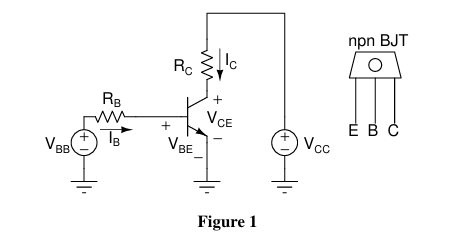 npn BJT
R_C
I_C
R_B
+
V_CE
V_BB
+
−
I_B
+
V_BE
−
−
+
−
V_CC
E B C
Figure 1